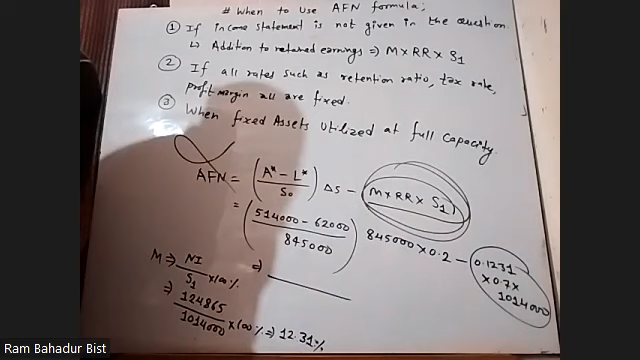 # When to use AFN formula;
① If income statement is not given in the question
↳ Addition to retained earnings ⇒ M×RR×S1
② If all rates such as retention ratio, tax rate,
profit margin all are fixed.
③ When fixed Assets utilized at full capacity.
AFN = (A* - L* / S0) ΔS - (M×RR×S1)
= (514000 - 62000 / 845000) 845000×0.2 - 0.1231 ×0.7× 1014000
M ⇒ NI / S1 ×100% ⇒
⇒ 124865 / 1014000 ×100% ⇒ 12.31%
Ram Bahadur Bist